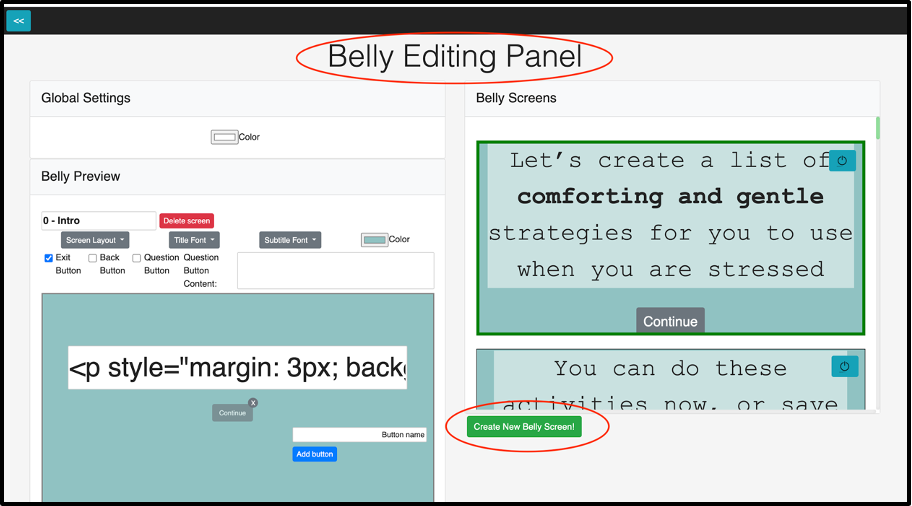 <<
Belly Editing Panel
Global Settings
Color
Belly Preview
0 - Intro
Delete screen
Screen Layout
Title Font
Subtitle Font
Color
Exit Button
Back Button
Question Button
Question Button Content:
<p style="margin: 3px; backg
Continue
X
Button name
Add button
Belly Screens
Let’s create a list of
comforting and gentle
strategies for you to use
when you are stressed
Continue
You can do these
activities now, or save
Create New Belly Screen!